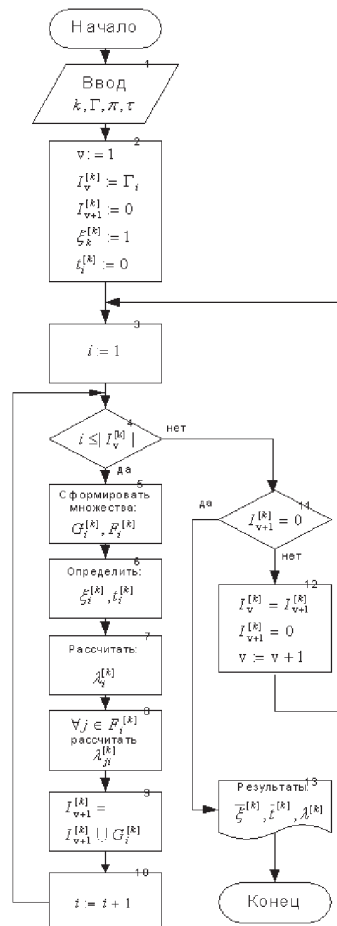 Начало
1
Ввод
k, Γ, π, τ
2
v := 1
I_v^[k] := Γ_i
I_{v+1}^[k] := 0
ξ_k^[k] := 1
t_i^[k] := 0
3
i := 1
4
i ≤ | I_v^[k] |
нет
да
5
Сформировать
множества:
G_i^[k], F_i^[k]
6
Определить:
ξ_i^[k], t_i^[k]
7
Рассчитать:
λ_i^[k]
8
∀j ∈ F_i^[k]
рассчитать
λ_{ji}^[k]
9
I_{v+1}^[k] =
I_{v+1}^[k] ∪ G_i^[k]
10
i := i + 1
11
да
I_{v+1}^[k] = 0
нет
12
I_v^[k] = I_{v+1}^[k]
I_{v+1}^[k] = 0
v := v + 1
13
Результаты:
ξ̄^[k], t̄^[k], λ^[k]
Конец